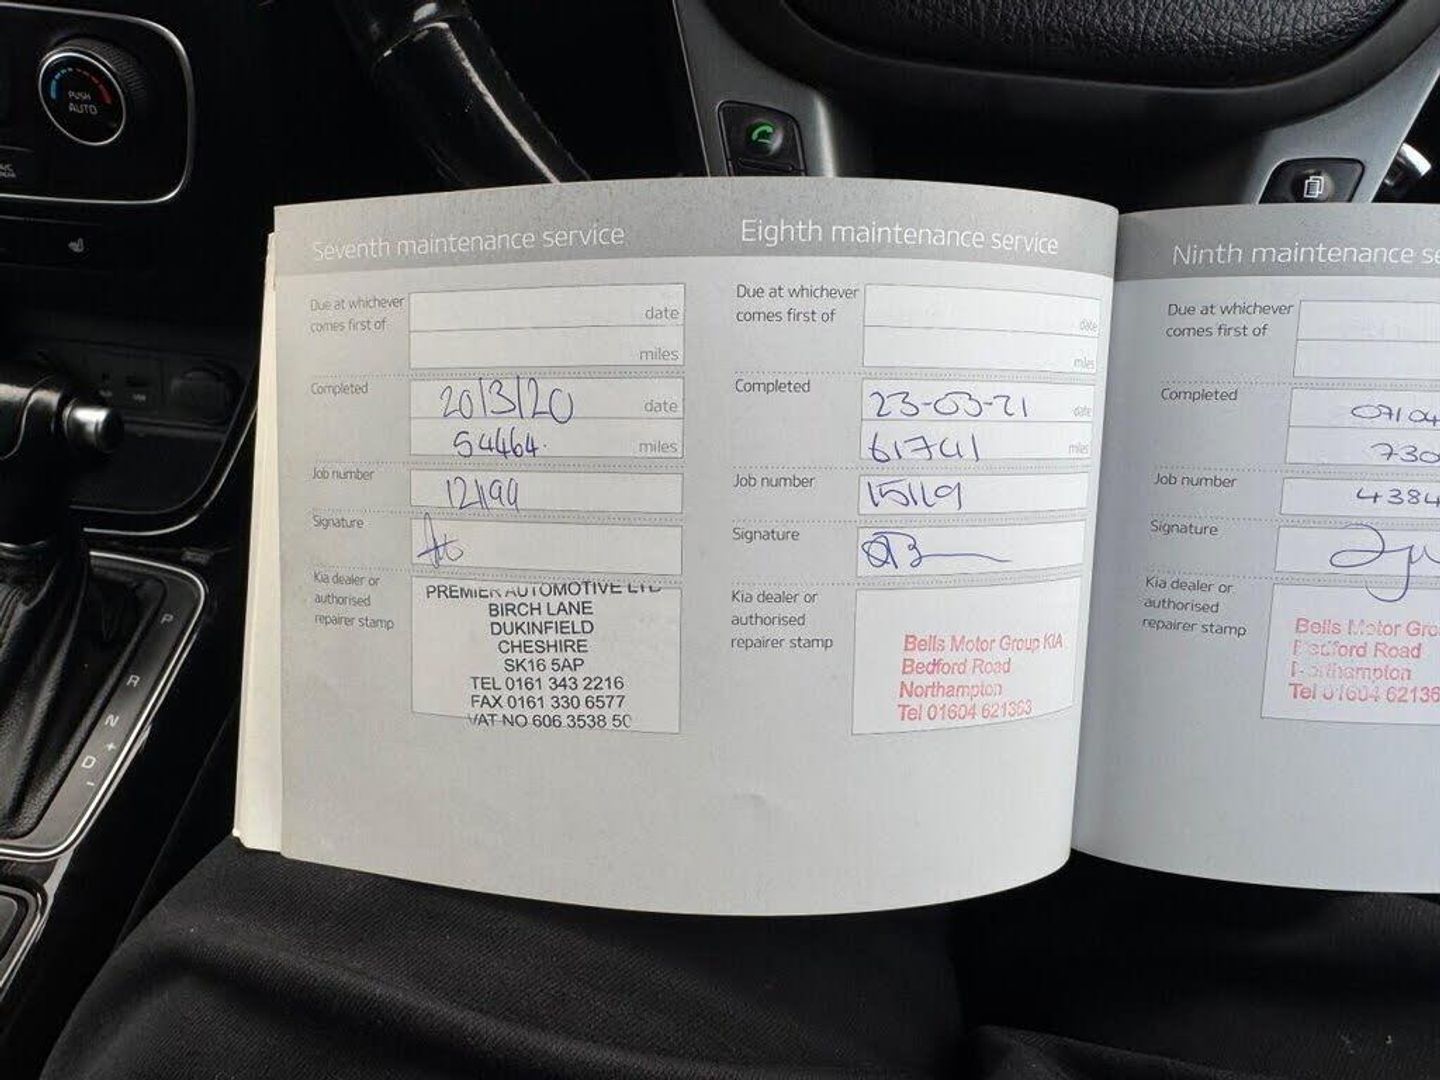 PUSH
AUTO
P
R
N
+
D
-
Seventh maintenance service
Due at whichever
comes first of
date
miles
Completed
20/3/20 date
54464. miles
Job number
12199
Signature
Kia dealer or
authorised
repairer stamp
PREMIER AUTOMOTIVE LTD
BIRCH LANE
DUKINFIELD
CHESHIRE
SK16 5AP
TEL 0161 343 2216
FAX 0161 330 6577
VAT NO 606 3538 50
Eighth maintenance service
Due at whichever
comes first of
date
miles
Completed
23-03-21 date
61741 miles
Job number
15119
Signature
Kia dealer or
authorised
repairer stamp
Bells Motor Group KIA
Bedford Road
Northampton
Tel 01604 621363
Ninth maintenance se
Due at whichever
comes first of
Completed
07104
730
Job number
4384
Signature
Kia dealer or
authorised
repairer stamp
Bells Motor Gro
Bedford Road
Northampton
Tel 01604 62136